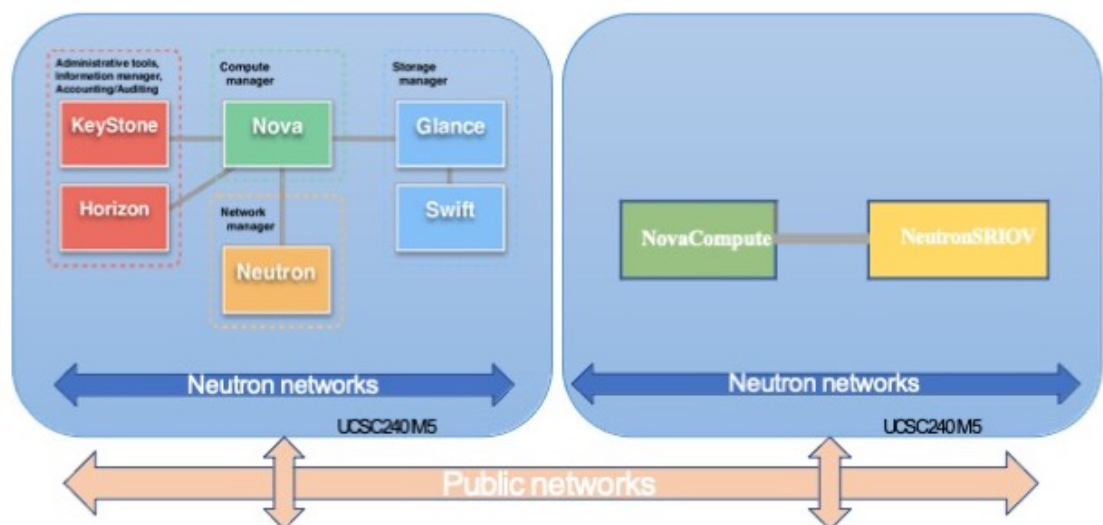 Administrative tools,
Information manager,
Accounting/Auditing
KeyStone
Horizon
Compute
manager
Nova
Network
manager
Neutron
Storage
manager
Glance
Swift
Neutron networks
UCSC240 M5
NovaCompute
NeutronSRIOV
Neutron networks
UCSC240 M5
Public networks